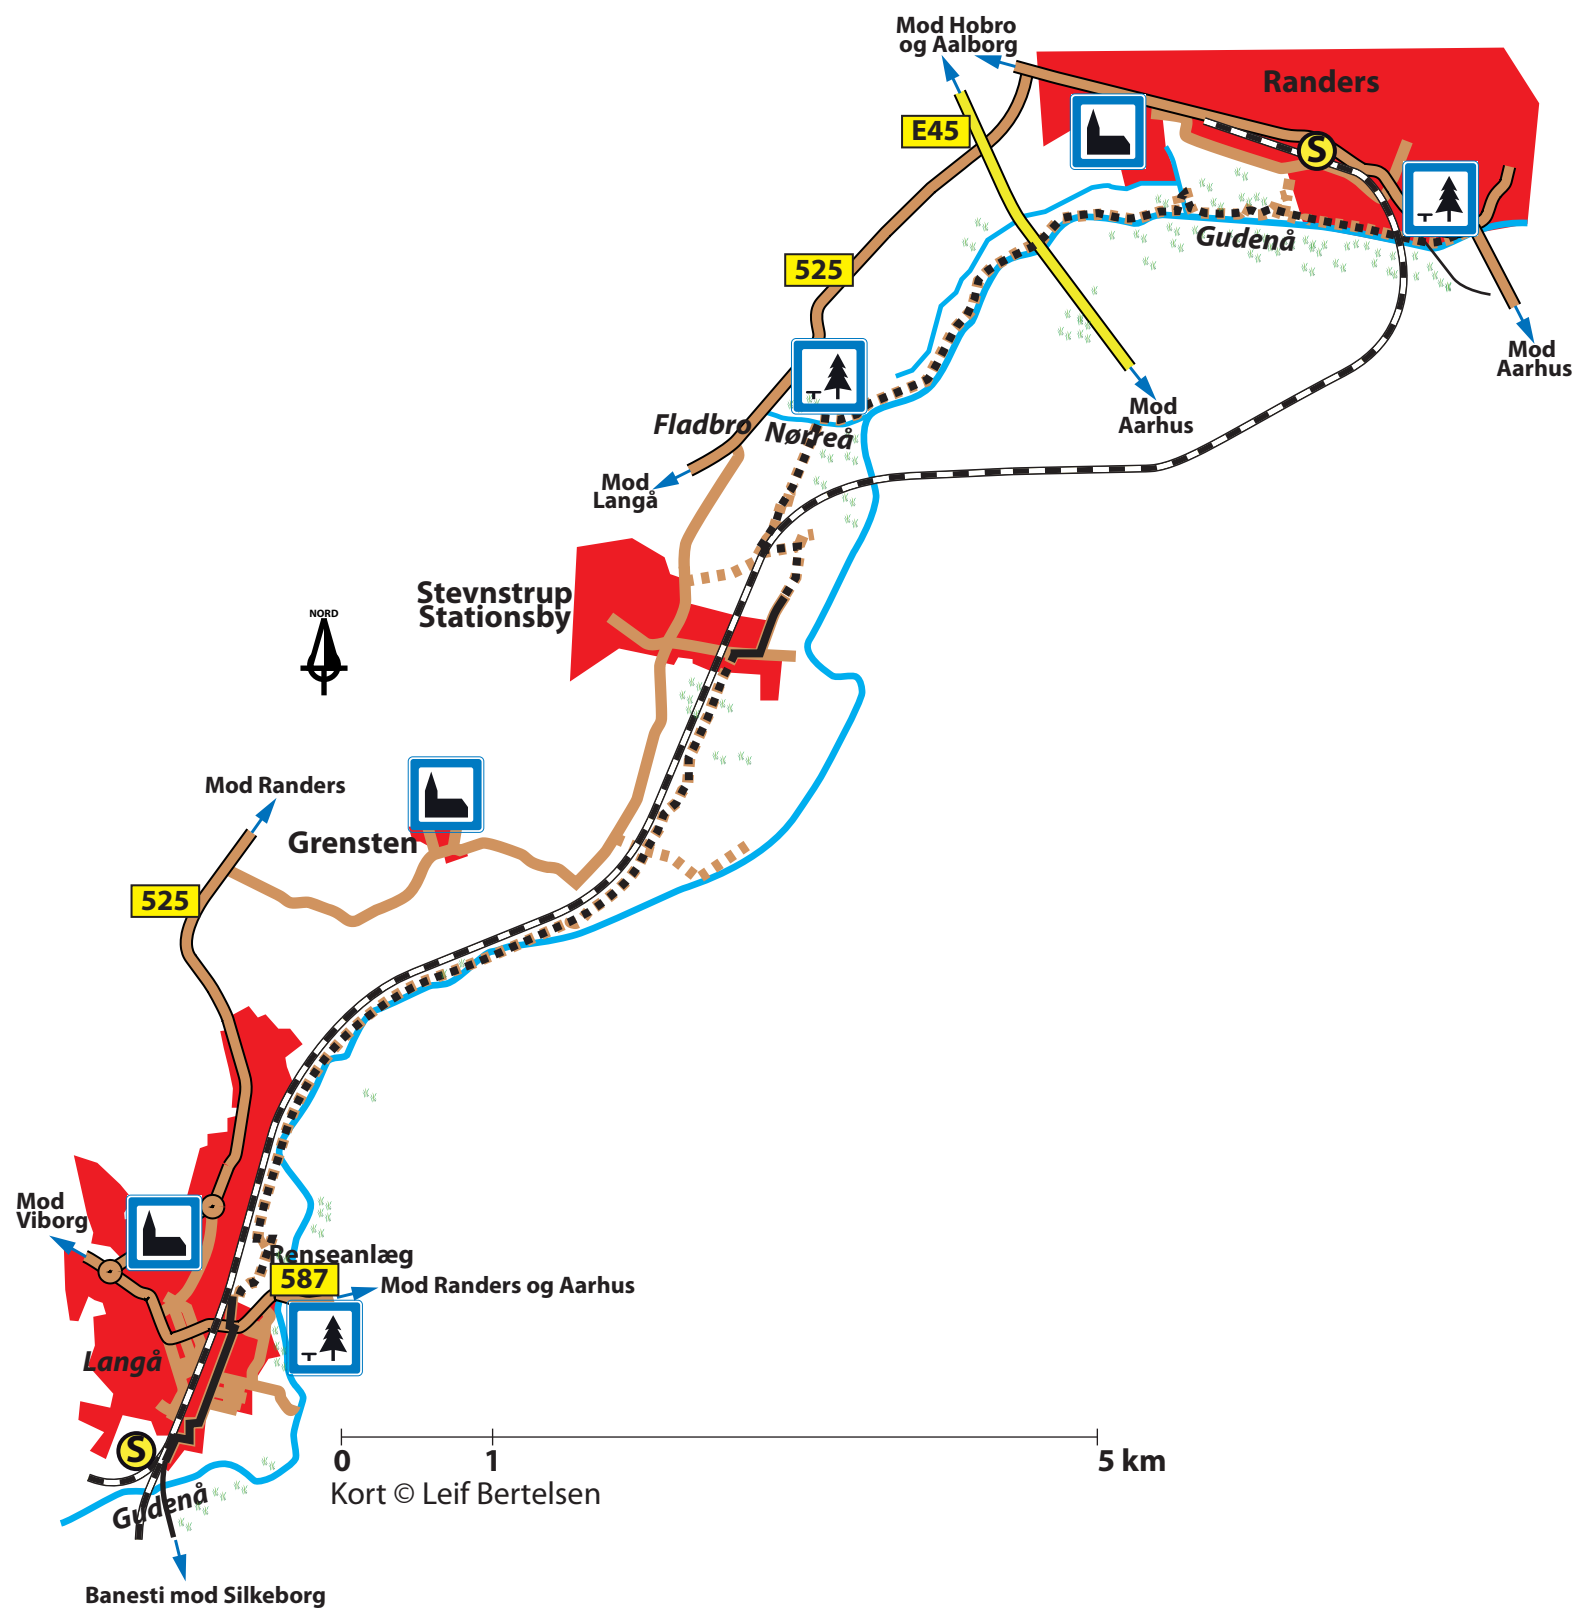 Mod Hobro
og Aalborg
Randers
E45
S
Gudenå
525
Mod
Aarhus
Mod
Aarhus
Fladbro
Nørreå
Mod
Langå
Stevnstrup
Stationsby
NORD
Mod Randers
Grensten
525
Mod
Viborg
Renseanlæg
587
Mod Randers og Aarhus
Langå
S
0
1
5 km
Kort © Leif Bertelsen
Gudenå
Banesti mod Silkeborg